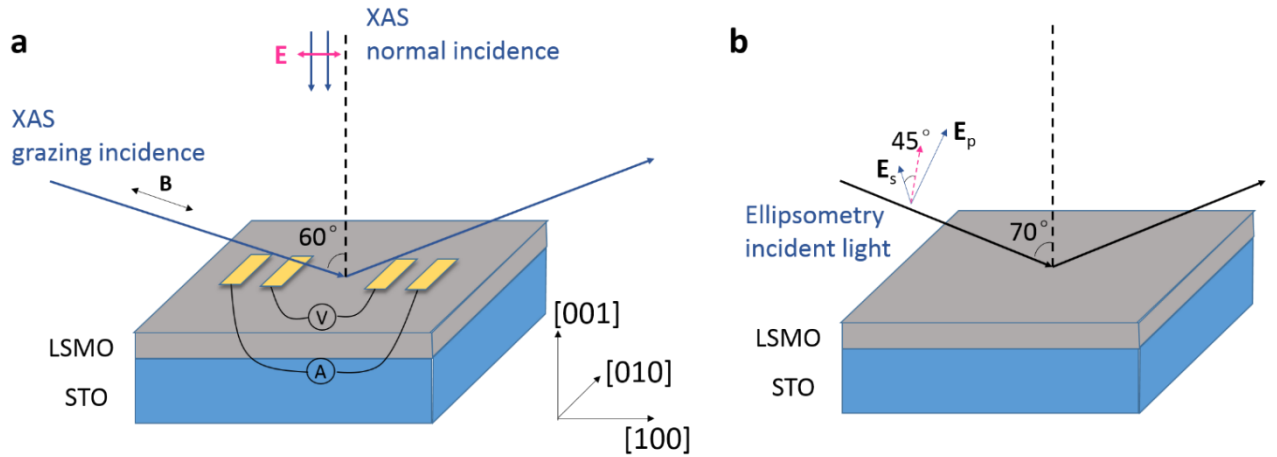 a
XAS
normal incidence
E
XAS
grazing incidence
B
60°
V
A
LSMO
STO
[001]
[010]
[100]
b
45°
Eₚ
Eₛ
Ellipsometry
incident light
70°
LSMO
STO